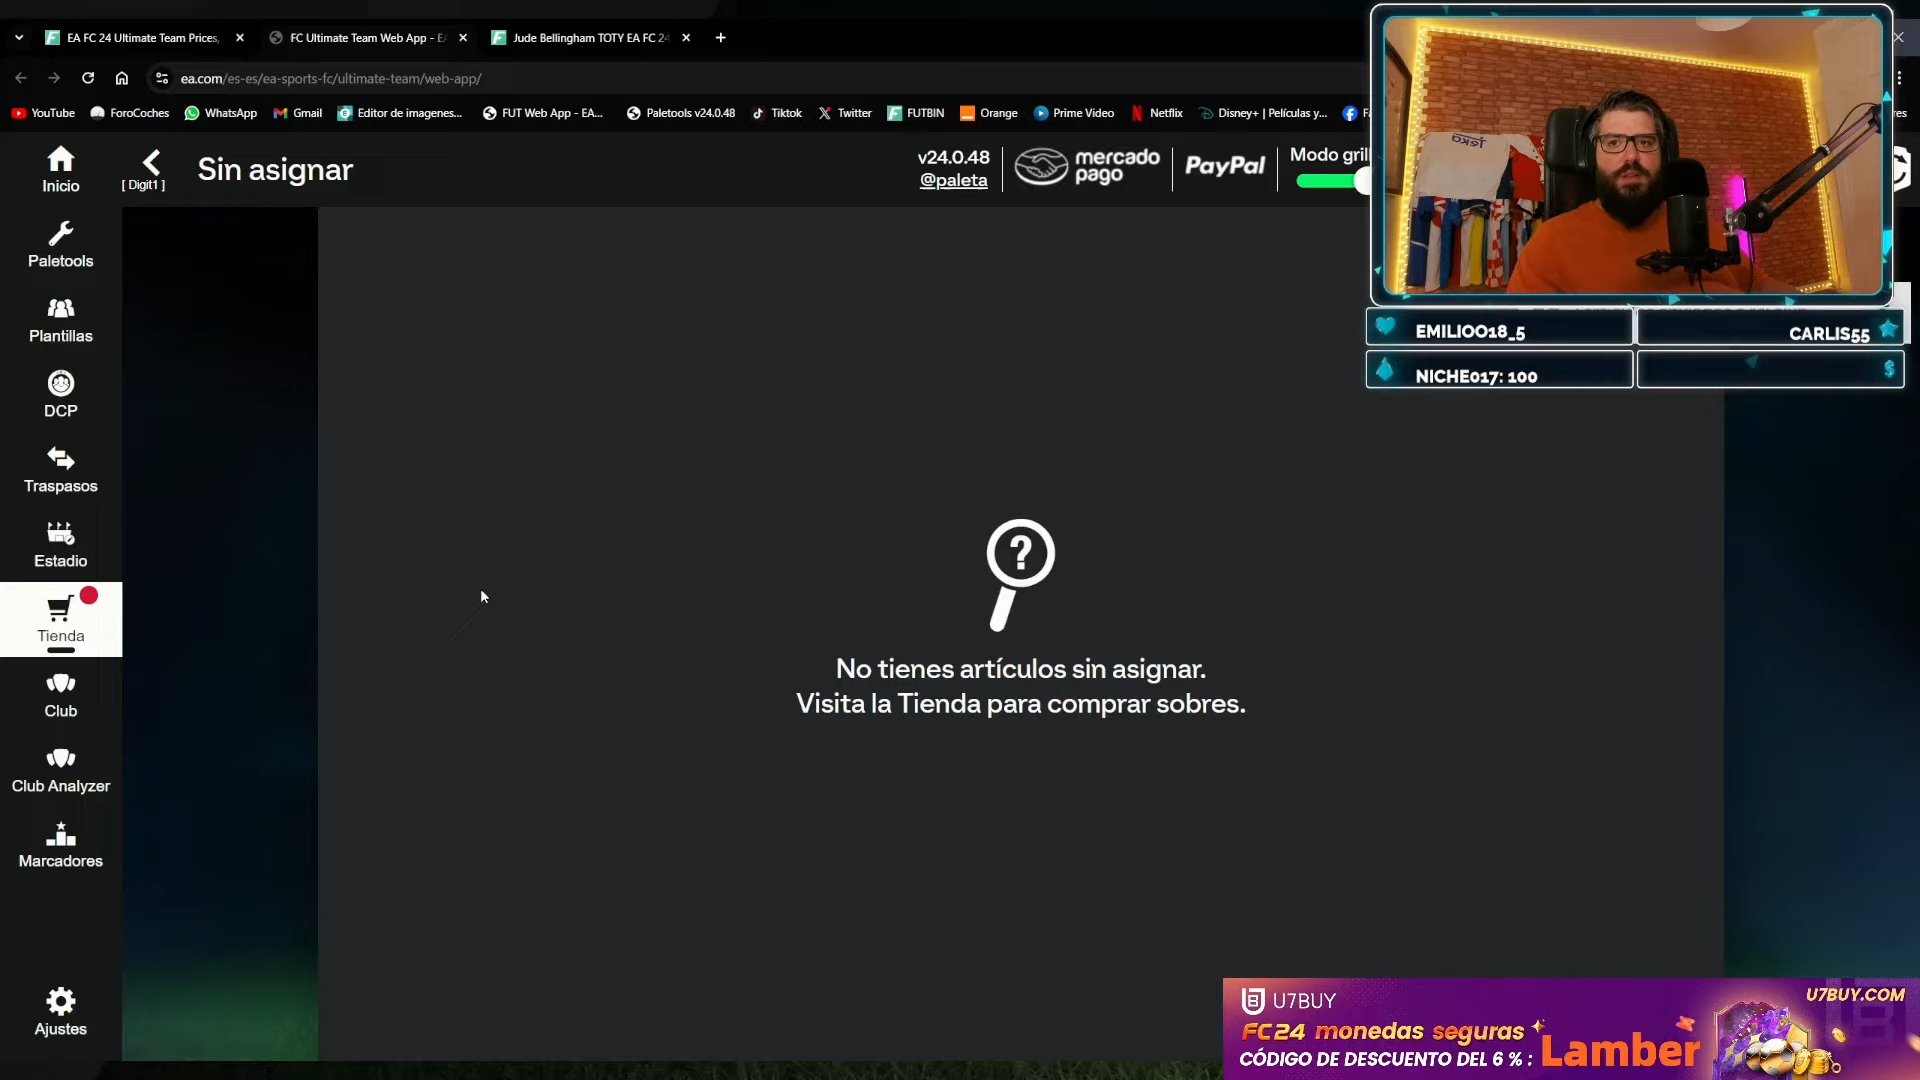 EA FC 24 Ultimate Team Prices,
FC Ultimate Team Web App - EA
Jude Bellingham TOTY EA FC 24
ea.com/es-es/ea-sports-fc/ultimate-team/web-app/
YouTube
ForoCoches
WhatsApp
Gmail
Editor de imagenes...
FUT Web App - EA...
Paletools v24.0.48
Tiktok
Twitter
FUTBIN
Orange
Prime Video
Netflix
Disney+ | Películas y...
Inicio
[ Digit1 ]
Sin asignar
v24.0.48
@paleta
mercado
pago
PayPal
Modo gril
Paletools
Plantillas
DCP
Traspasos
Estadio
Tienda
Club
Club Analyzer
Marcadores
Ajustes
No tienes artículos sin asignar.
Visita la Tienda para comprar sobres.
EMILIOO18_5
CARLIS55
NICHE017: 100
U7BUY
U7BUY.COM
FC24 monedas seguras
CÓDIGO DE DESCUENTO DEL 6 % : Lamber